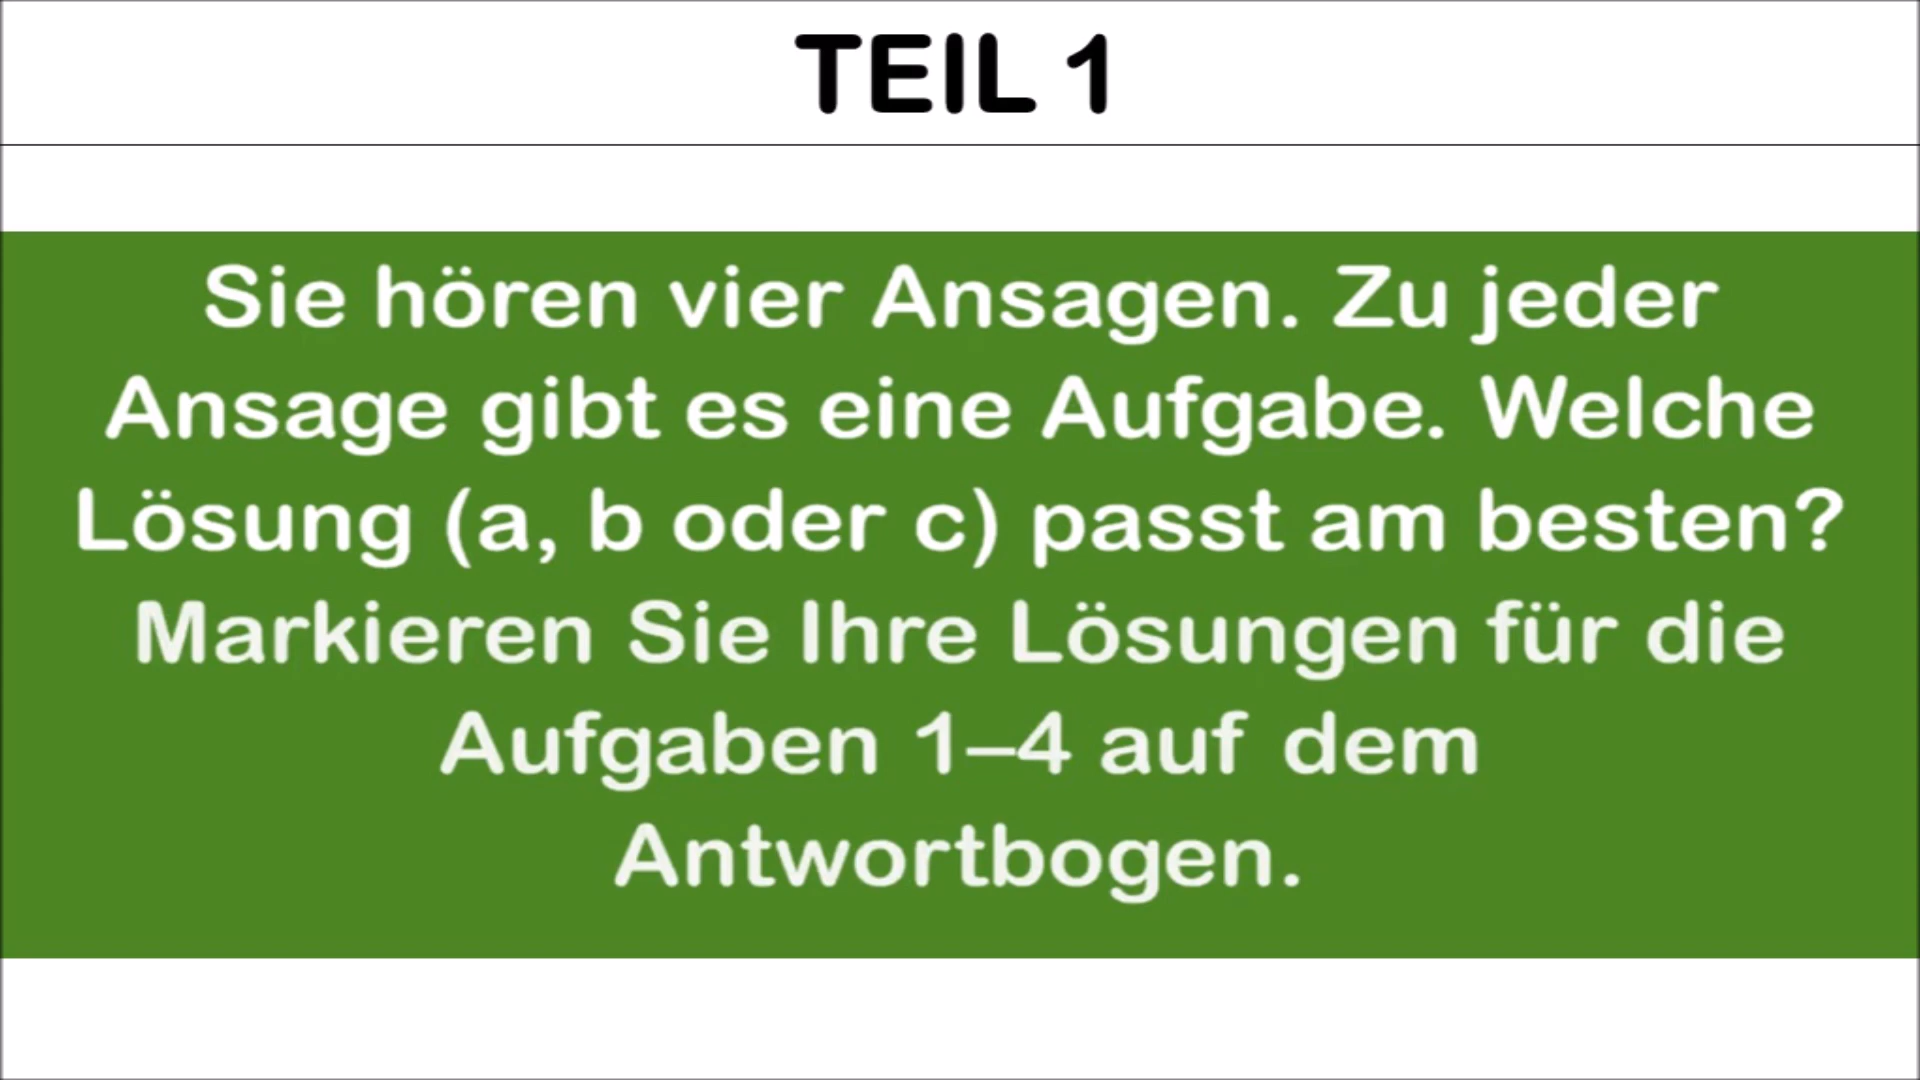 TEIL 1
Sie hören vier Ansagen. Zu jeder
Ansage gibt es eine Aufgabe. Welche
Lösung (a, b oder c) passt am besten?
Markieren Sie Ihre Lösungen für die
Aufgaben 1–4 auf dem
Antwortbogen.